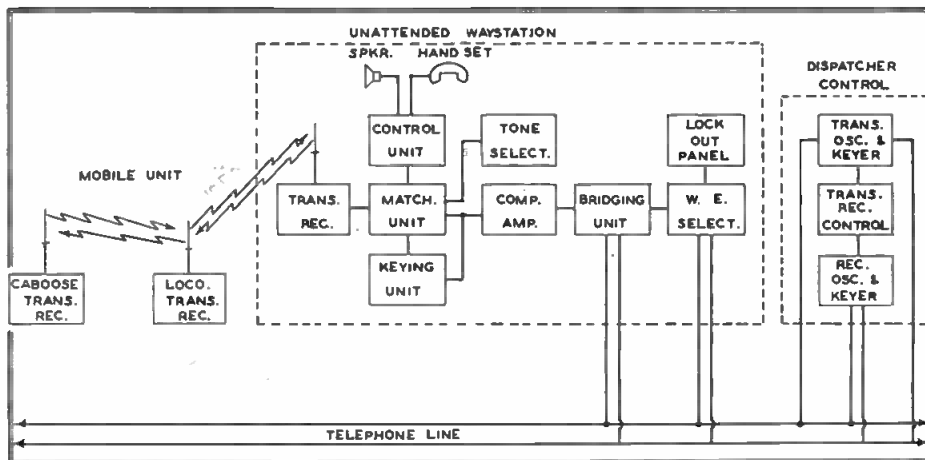 UNATTENDED WAYSTATION
SPKR. HAND SET
DISPATCHER
CONTROL
CONTROL
UNIT
TONE
SELECT.
LOCK
OUT
PANEL
TRANS.
OSC. &
KEYER
MOBILE UNIT
TRANS.
REC.
MATCH.
UNIT
COMP.
AMP.
BRIDGING
UNIT
W. E.
SELECT.
TRANS.
REC.
CONTROL
KEYING
UNIT
CABOOSE
TRANS.
REC.
LOCO.
TRANS.
REC.
REC.
OSC. &
KEYER
TELEPHONE LINE